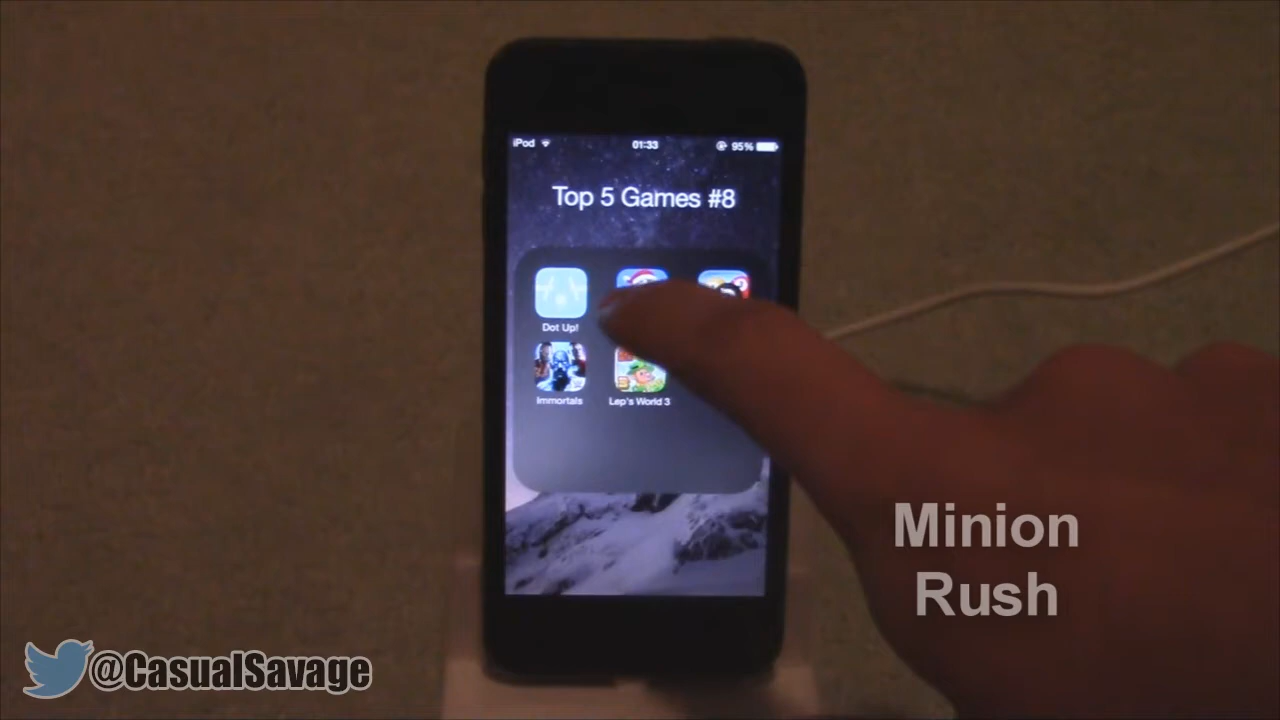 iPod 01:33 95%
Top 5 Games #8
Dot Up!
Immortals Lep's World 3
Minion
Rush
@CasualSavage